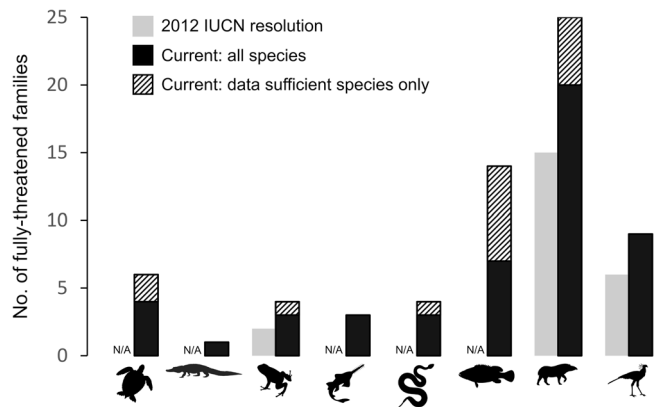 25
20
15
10
5
0
No. of fully-threatened families
2012 IUCN resolution
Current: all species
Current: data sufficient species only
N/A
N/A
N/A
N/A
N/A